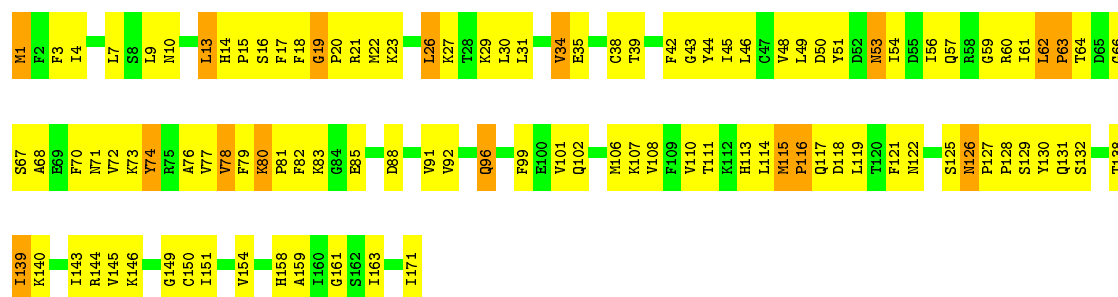 M1 F2 F3 I4 L7 S8 L9 N10 L13 H14 P15 S16 F17 F18 G19 P20 R21 M22 K23 L26 K27 T28 K29 L30 L31 V34 E35 C38 T39 F42 G43 Y44 I45 L46 C47 V48 L49 D50 Y51 D52 N53 I54 D55 I56 Q57 R58 G59 R60 I61 L62 P63 T64 D65 G66
S67 A68 E69 F70 N71 V72 K73 Y74 R75 A76 V77 V78 F79 K80 P81 F82 K83 G84 E85 D88 V91 V92 Q96 F99 E100 V101 Q102 M106 K107 V108 F109 V110 T111 K112 H113 L114 M115 P116 Q117 D118 L119 T120 F121 N122 S125 N126 P127 P128 S129 Y130 Q131 S132 T138
I139 K140 I143 R144 V145 K146 G149 C150 I151 V154 H158 A159 I160 G161 S162 I163 I171